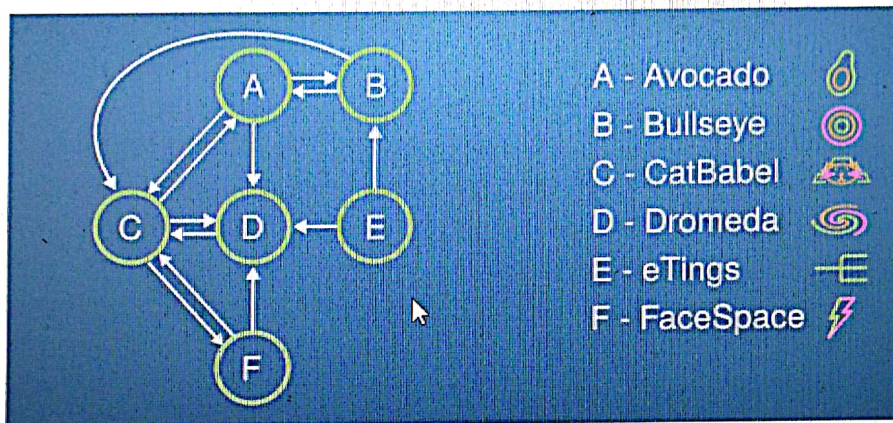 A
B
C
D
E
F
A - Avocado
B - Bullseye
C - CatBabel
D - Dromeda
E - eTings
F - FaceSpace